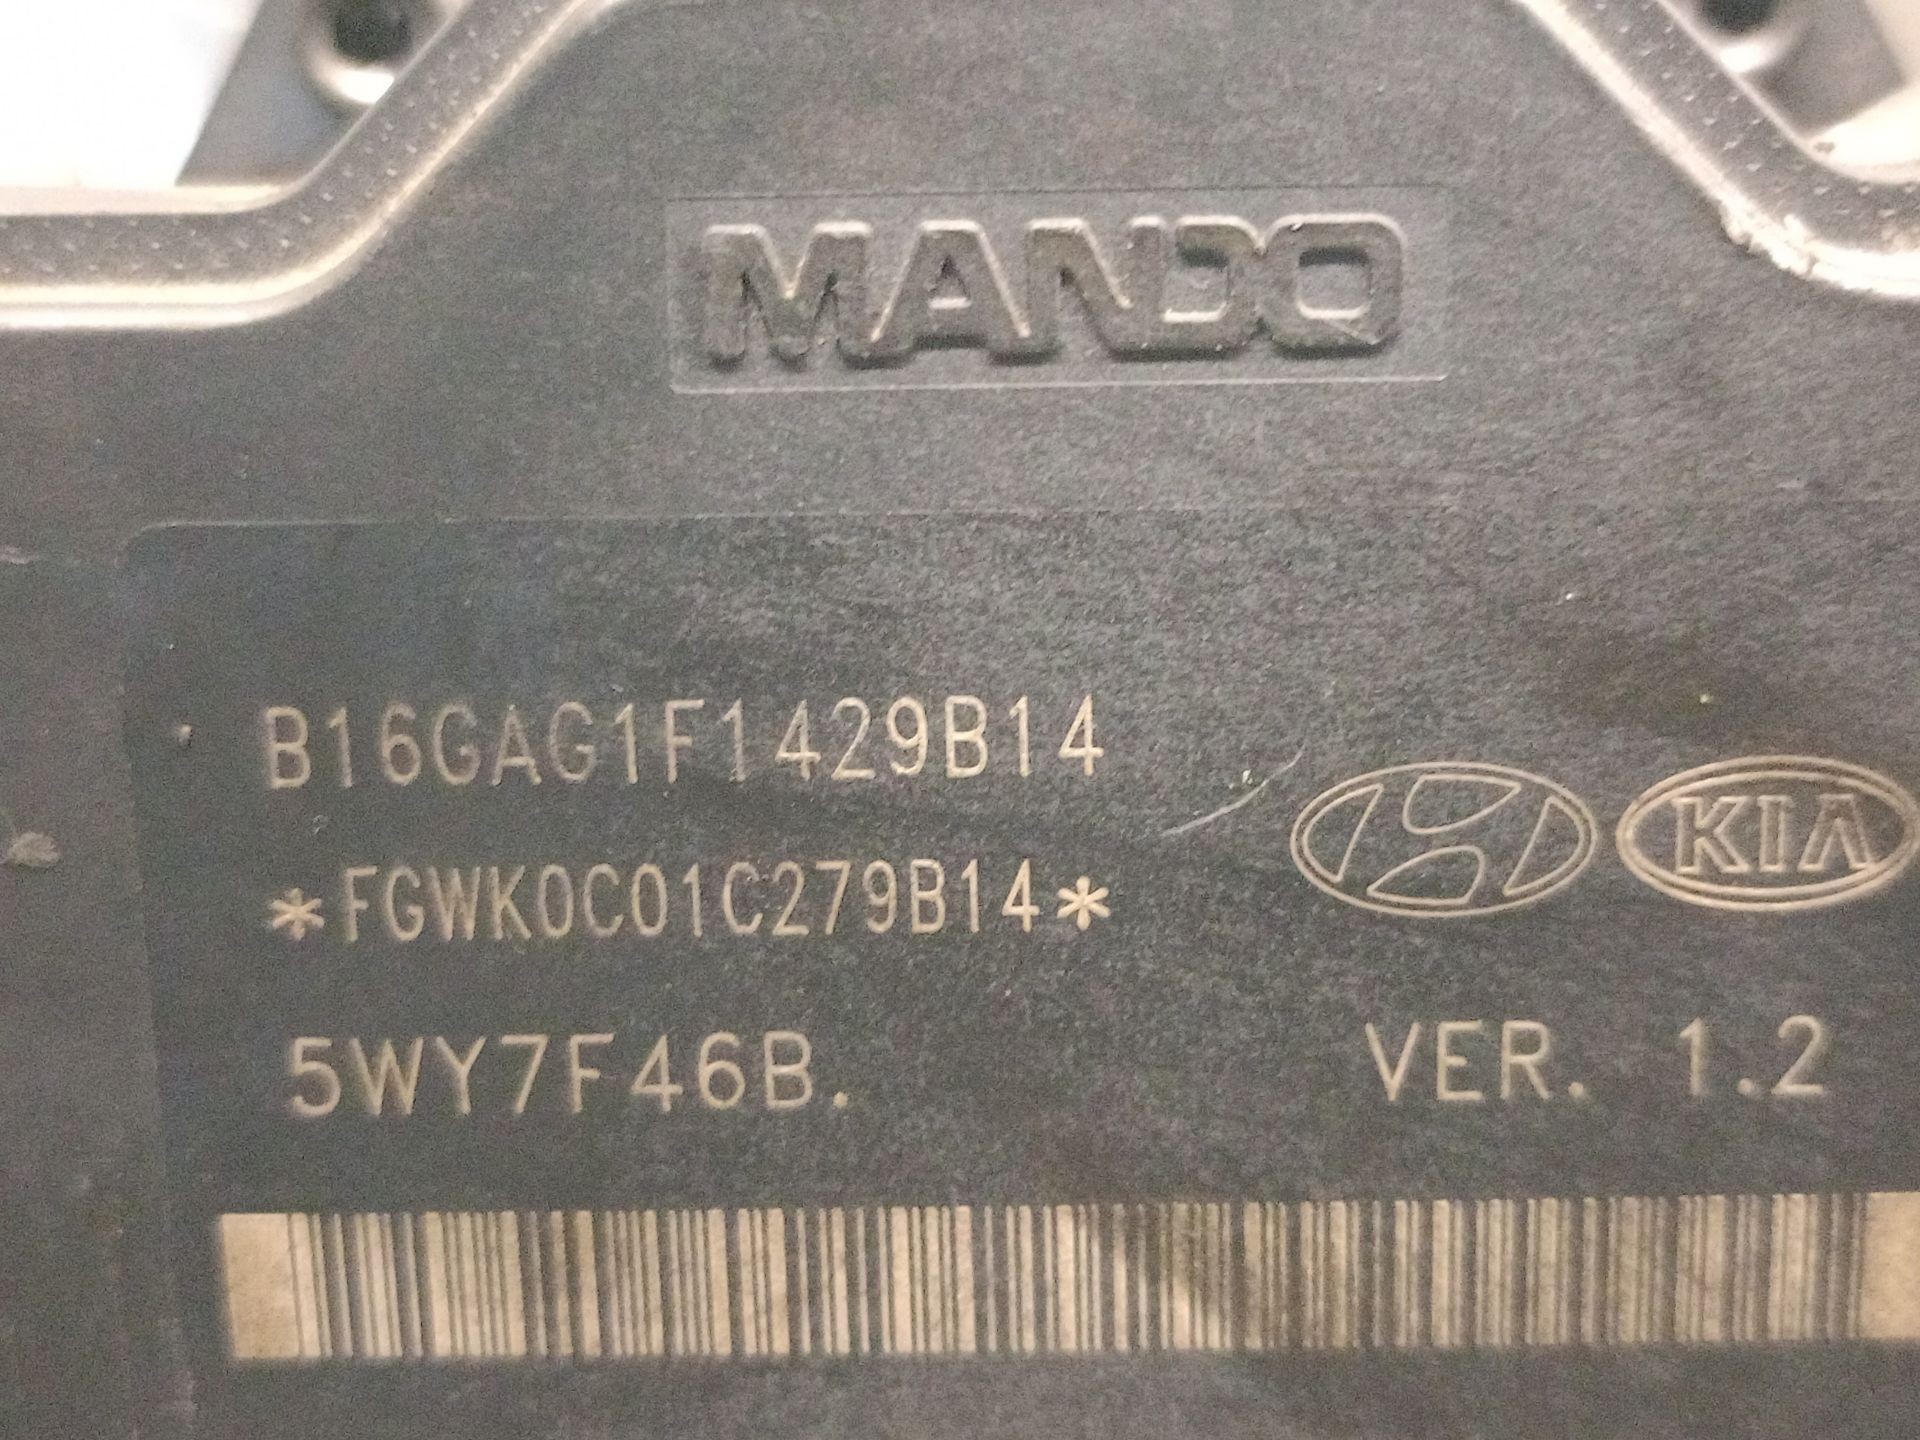 MANDO
B16GAG1F1429B14
*FGWK0C01C279B14*
KIA
5WY7F46B.
VER. 1.2